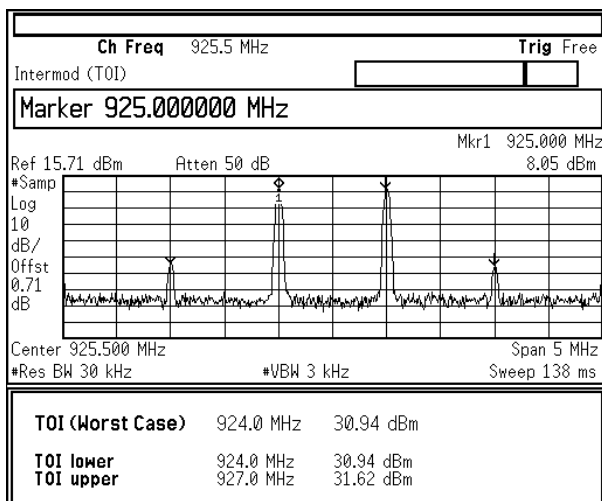 Ch Freq 925.5 MHz Trig Free
Intermod (TOI)
Marker 925.000000 MHz
Mkr1 925.000 MHz
Ref 15.71 dBm Atten 50 dB 8.05 dBm
#Samp
Log
10
dB/
Offst
0.71
dB
1
Center 925.500 MHz Span 5 MHz
#Res BW 30 kHz #VBW 3 kHz Sweep 138 ms
TOI (Worst Case) 924.0 MHz 30.94 dBm
TOI lower 924.0 MHz 30.94 dBm
TOI upper 927.0 MHz 31.62 dBm